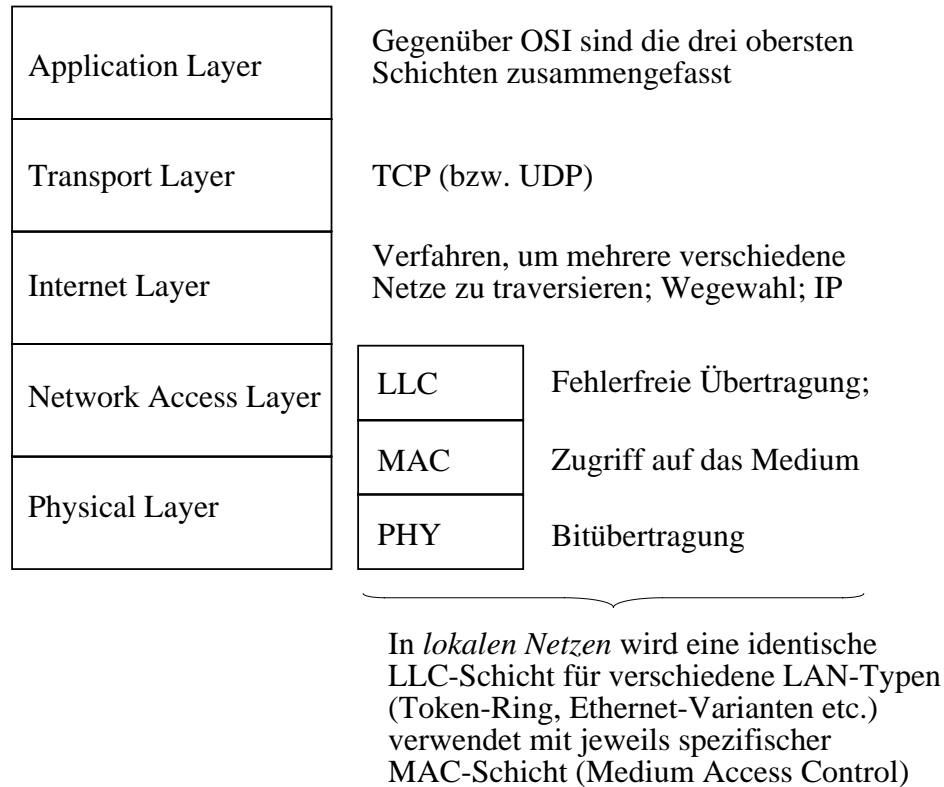 Application Layer
Gegenüber OSI sind die drei obersten
Schichten zusammengefasst
Transport Layer
TCP (bzw. UDP)
Internet Layer
Verfahren, um mehrere verschiedene
Netze zu traversieren; Wegewahl; IP
Network Access Layer
LLC
Fehlerfreie Übertragung;
MAC
Zugriff auf das Medium
Physical Layer
PHY
Bitübertragung
In lokalen Netzen wird eine identische
LLC-Schicht für verschiedene LAN-Typen
(Token-Ring, Ethernet-Varianten etc.)
verwendet mit jeweils spezifischer
MAC-Schicht (Medium Access Control)